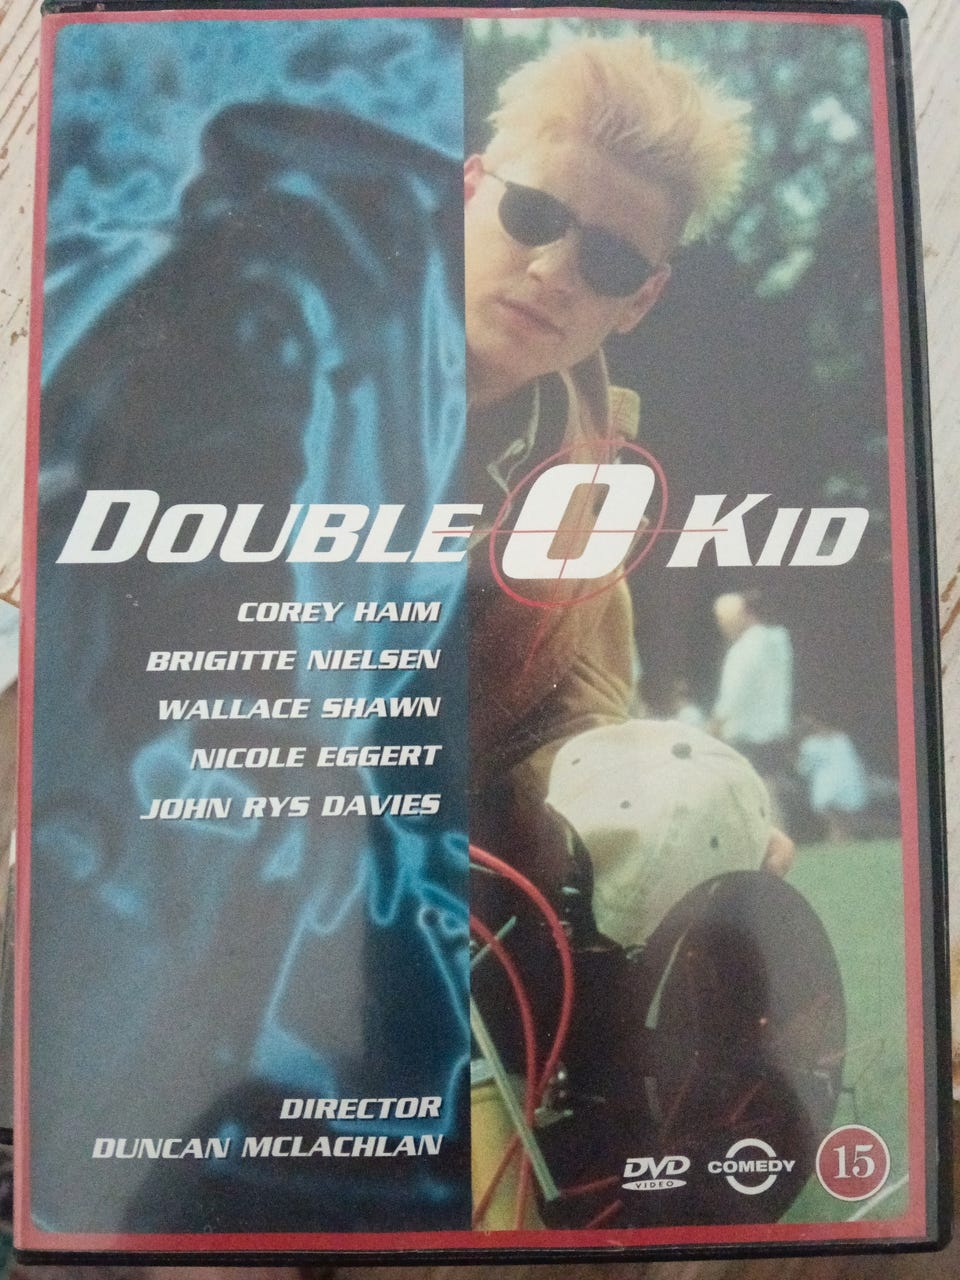 DOUBLE O KID
COREY HAIM
BRIGITTE NIELSEN
WALLACE SHAWN
NICOLE EGGERT
JOHN RYS DAVIES
DIRECTOR
DUNCAN MCLACHLAN
DVD
VIDEO
COMEDY
15